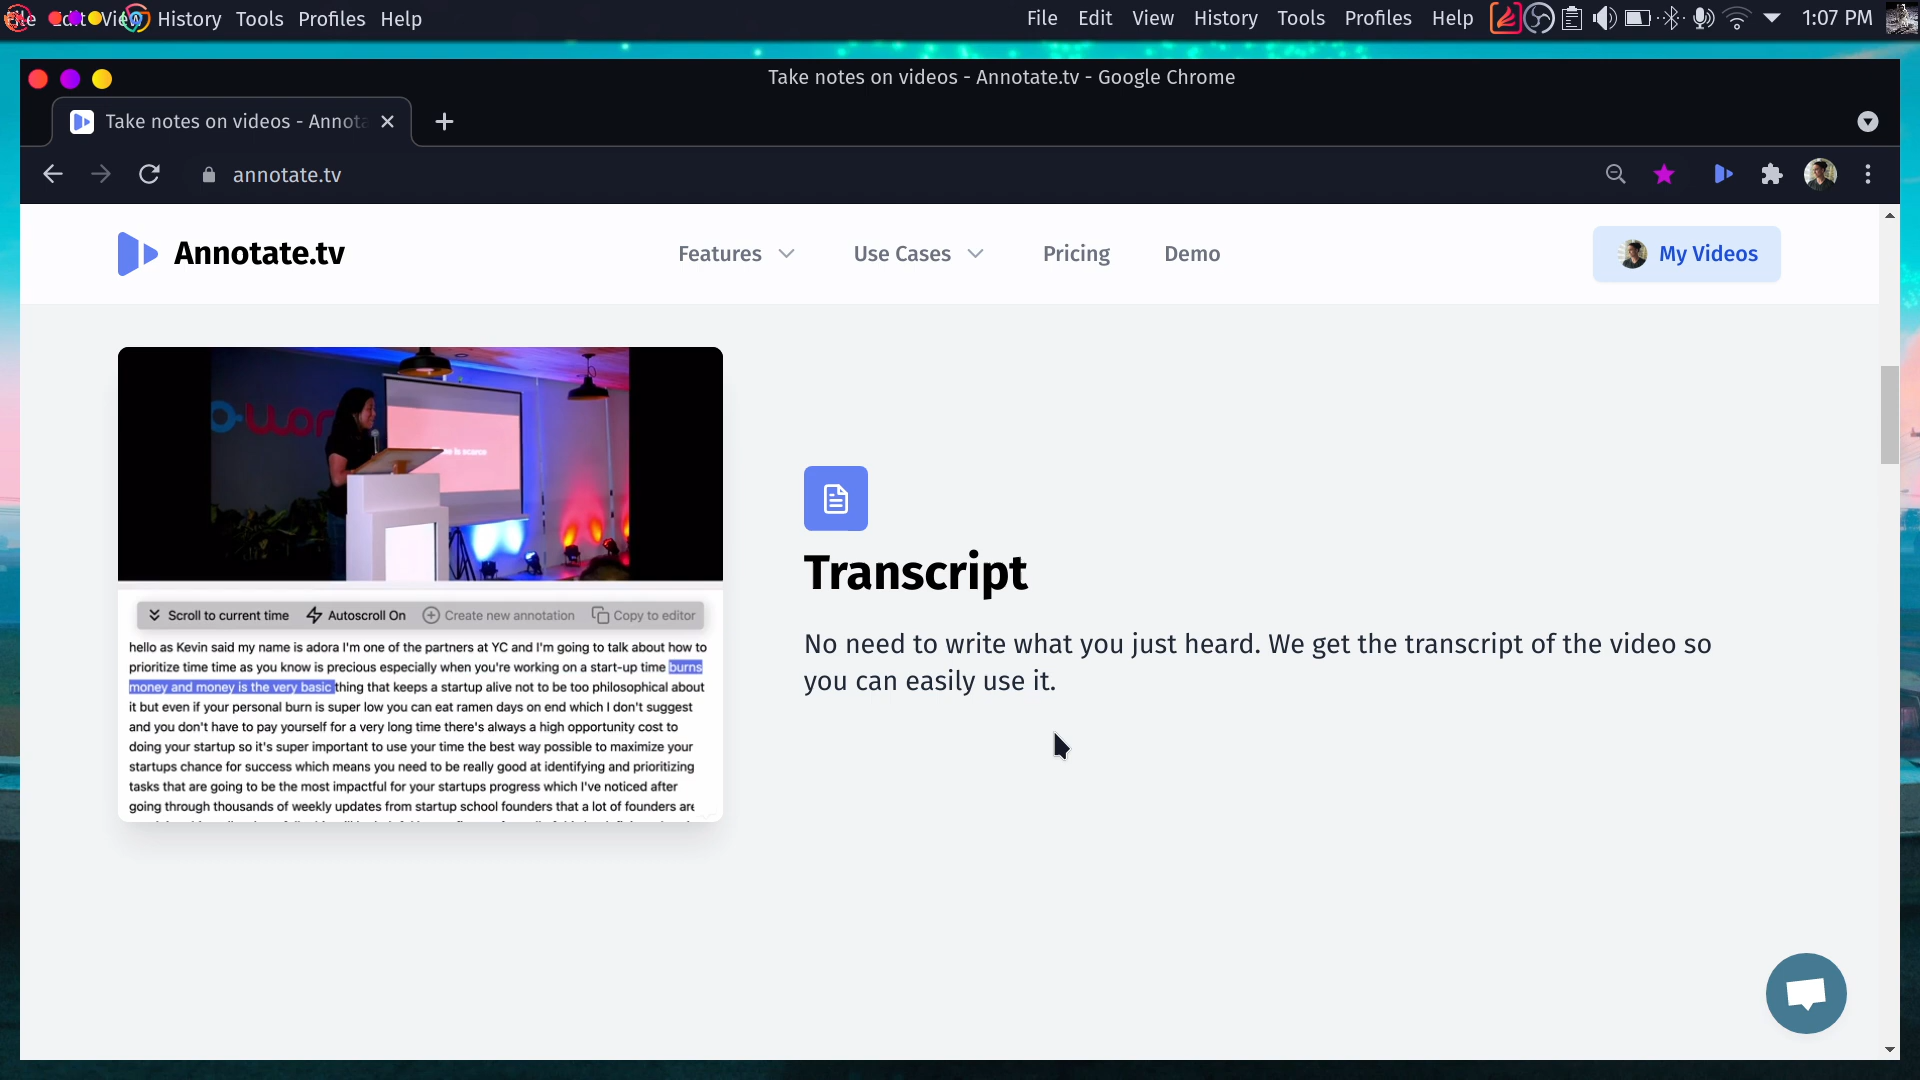 File Edit View History Tools Profiles Help
File Edit View History Tools Profiles Help 1:07 PM
Take notes on videos - Annotate.tv - Google Chrome
Take notes on videos - Annota
annotate.tv
Annotate.tv
Features
Use Cases
Pricing
Demo
My Videos
Scroll to current time Autoscroll On Create new annotation Copy to editor
hello as Kevin said my name is adora I'm one of the partners at YC and I'm going to talk about how to
prioritize time time as you know is precious especially when you're working on a start-up time burns
money and money is the very basic thing that keeps a startup alive not to be too philosophical about
it but even if your personal burn is super low you can eat ramen days on end which I don't suggest
and you don't have to pay yourself for a very long time there's always a high opportunity cost to
doing your startup so it's super important to use your time the best way possible to maximize your
startups chance for success which means you need to be really good at identifying and prioritizing
tasks that are going to be the most impactful for your startups progress which I've noticed after
going through thousands of weekly updates from startup school founders that a lot of founders are
Transcript
No need to write what you just heard. We get the transcript of the video so
you can easily use it.